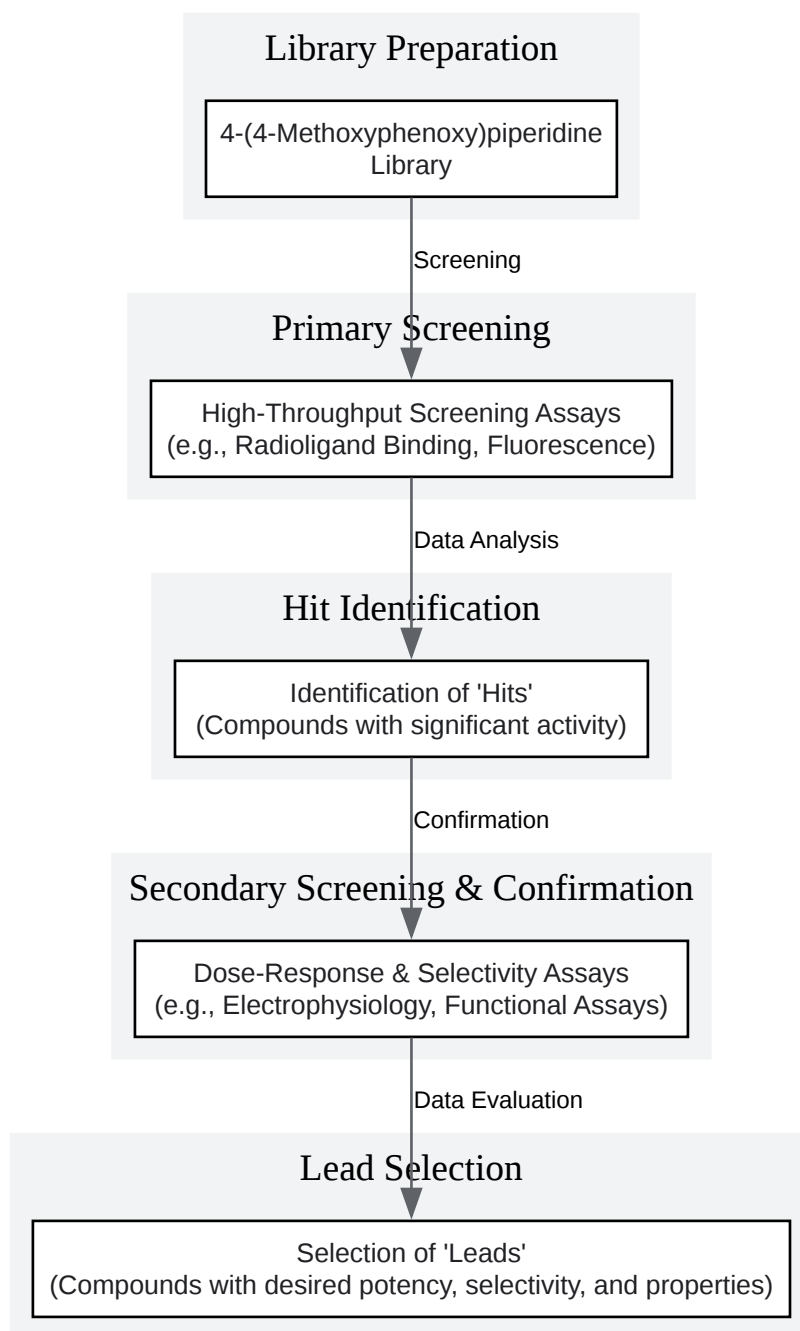 Library Preparation
4-(4-Methoxyphenoxy)piperidine
Library
Screening
Primary Screening
High-Throughput Screening Assays
(e.g., Radioligand Binding, Fluorescence)
Data Analysis
Hit Identification
Identification of 'Hits'
(Compounds with significant activity)
Confirmation
Secondary Screening & Confirmation
Dose-Response & Selectivity Assays
(e.g., Electrophysiology, Functional Assays)
Data Evaluation
Lead Selection
Selection of 'Leads'
(Compounds with desired potency, selectivity, and properties)